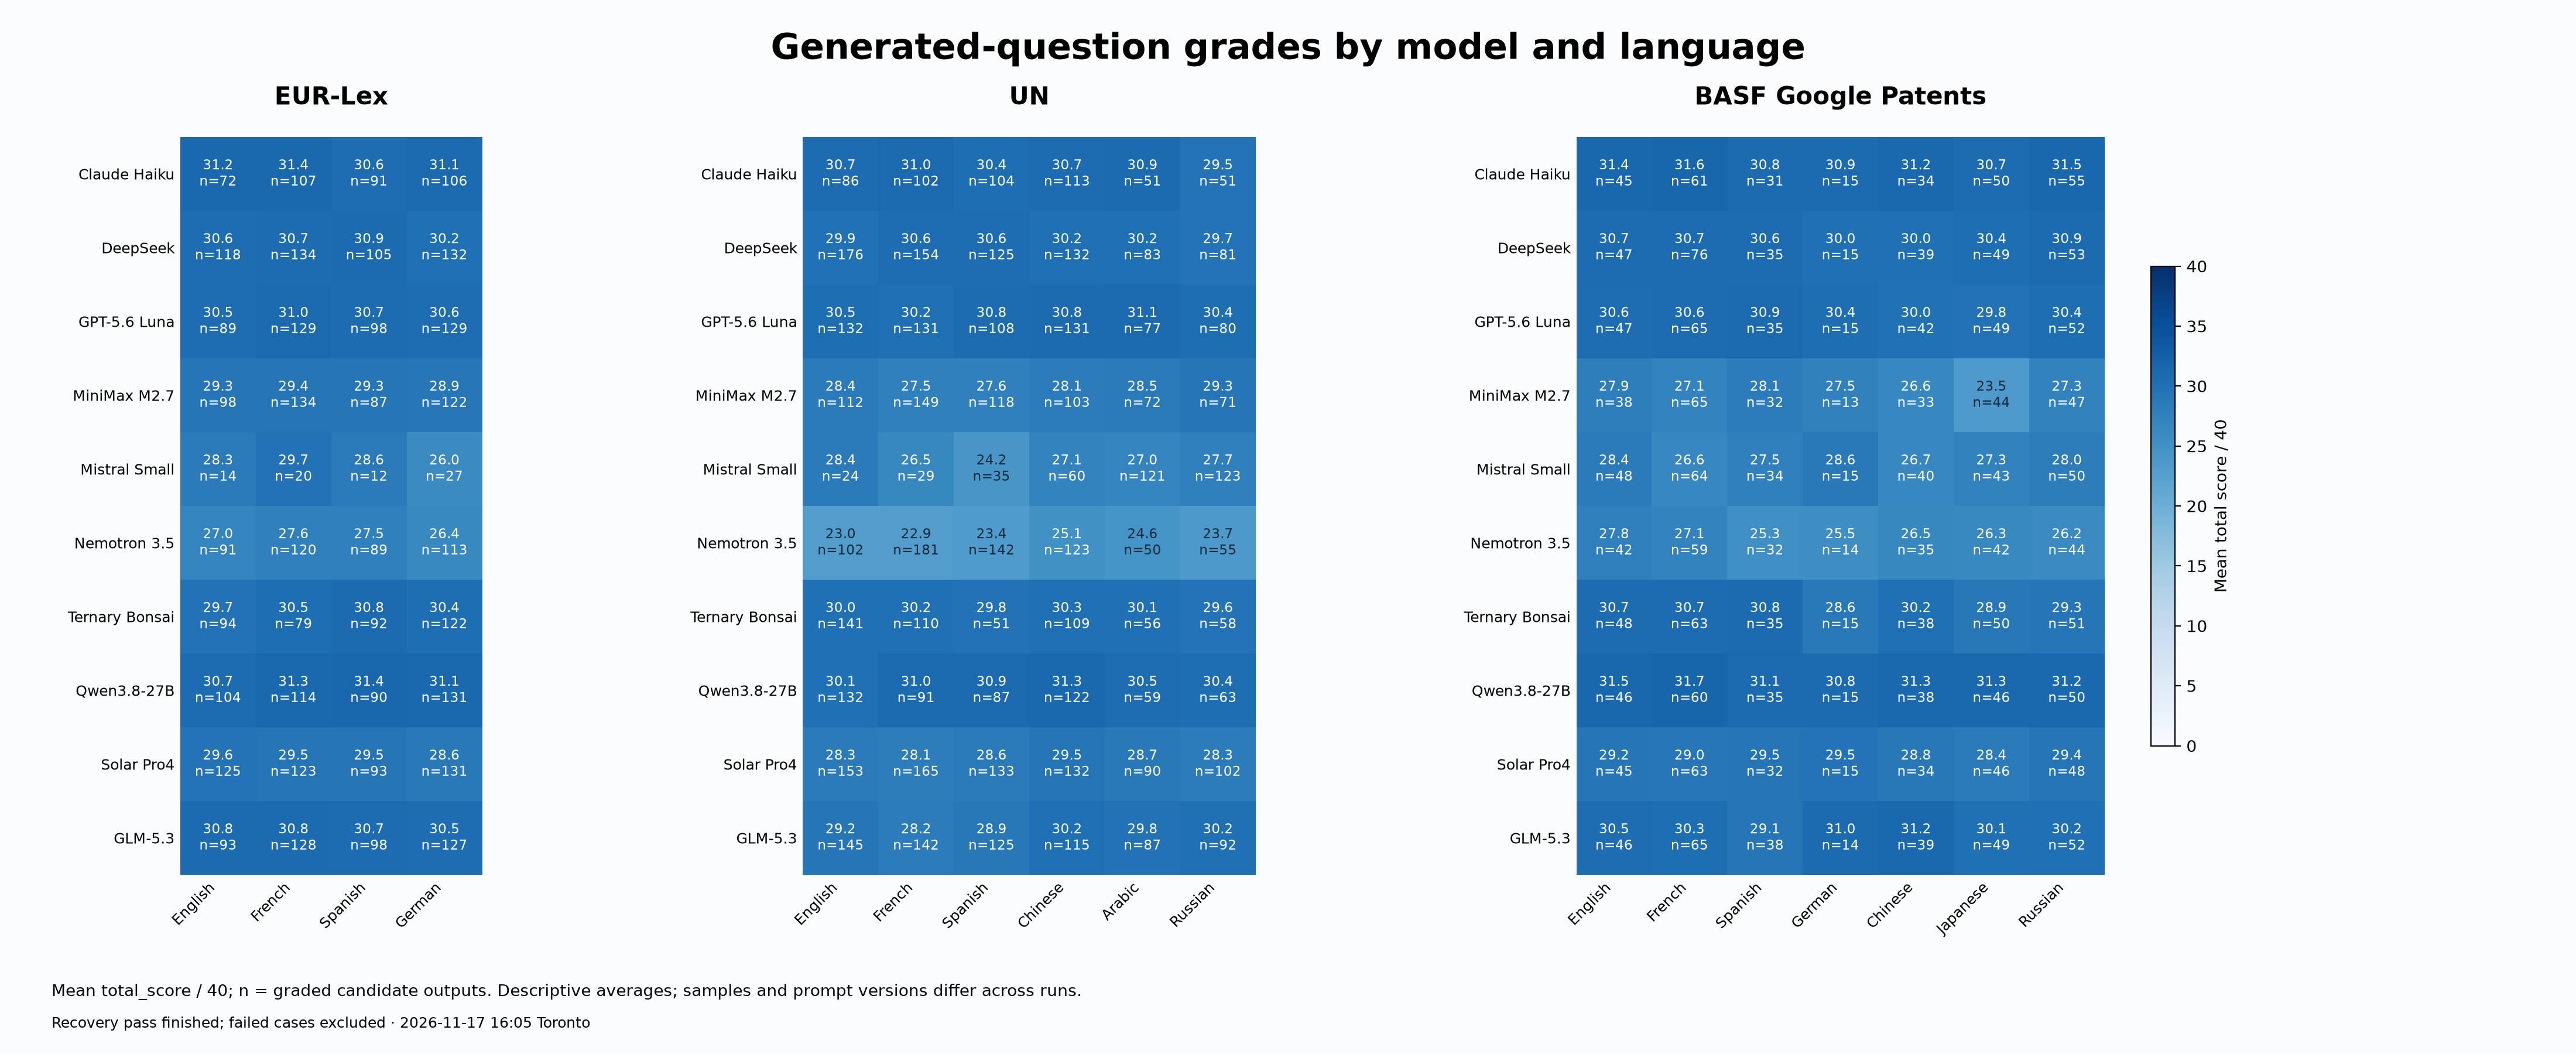 Generated-question grades by model and language
EUR-Lex
Claude Haiku 31.2 31.4 30.6 31.1
n=72 n=107 n=91 n=106
DeepSeek 30.6 30.7 30.9 30.2
n=118 n=134 n=105 n=132
GPT-5.6 Luna 30.5 31.0 30.7 30.6
n=89 n=129 n=98 n=129
MiniMax M2.7 29.3 29.4 29.3 28.9
n=98 n=134 n=87 n=122
Mistral Small 28.3 29.7 28.6 26.0
n=14 n=20 n=12 n=27
Nemotron 3.5 27.0 27.6 27.5 26.4
n=91 n=120 n=89 n=113
Ternary Bonsai 29.7 30.5 30.8 30.4
n=94 n=79 n=92 n=122
Qwen3.8-27B 30.7 31.3 31.4 31.1
n=104 n=114 n=90 n=131
Solar Pro4 29.6 29.5 29.5 28.6
n=125 n=123 n=93 n=131
GLM-5.3 30.8 30.8 30.7 30.5
n=93 n=128 n=98 n=127
English French Spanish German
UN
Claude Haiku 30.7 31.0 30.4 30.7 30.9 29.5
n=86 n=102 n=104 n=113 n=51 n=51
DeepSeek 29.9 30.6 30.6 30.2 30.2 29.7
n=176 n=154 n=125 n=132 n=83 n=81
GPT-5.6 Luna 30.5 30.2 30.8 30.8 31.1 30.4
n=132 n=131 n=108 n=131 n=77 n=80
MiniMax M2.7 28.4 27.5 27.6 28.1 28.5 29.3
n=112 n=149 n=118 n=103 n=72 n=71
Mistral Small 28.4 26.5 24.2 27.1 27.0 27.7
n=24 n=29 n=35 n=60 n=121 n=123
Nemotron 3.5 23.0 22.9 23.4 25.1 24.6 23.7
n=102 n=181 n=142 n=123 n=50 n=55
Ternary Bonsai 30.0 30.2 29.8 30.3 30.1 29.6
n=141 n=110 n=51 n=109 n=56 n=58
Qwen3.8-27B 30.1 31.0 30.9 31.3 30.5 30.4
n=132 n=91 n=87 n=122 n=59 n=63
Solar Pro4 28.3 28.1 28.6 29.5 28.7 28.3
n=153 n=165 n=133 n=132 n=90 n=102
GLM-5.3 29.2 28.2 28.9 30.2 29.8 30.2
n=145 n=142 n=125 n=115 n=87 n=92
English French Spanish Chinese Arabic Russian
BASF Google Patents
Claude Haiku 31.4 31.6 30.8 30.9 31.2 30.7 31.5
n=45 n=61 n=31 n=15 n=34 n=50 n=55
DeepSeek 30.7 30.7 30.6 30.0 30.0 30.4 30.9
n=47 n=76 n=35 n=15 n=39 n=49 n=53
GPT-5.6 Luna 30.6 30.6 30.9 30.4 30.0 29.8 30.4
n=47 n=65 n=35 n=15 n=42 n=49 n=52
MiniMax M2.7 27.9 27.1 28.1 27.5 26.6 23.5 27.3
n=38 n=65 n=32 n=13 n=33 n=44 n=47
Mistral Small 28.4 26.6 27.5 28.6 26.7 27.3 28.0
n=48 n=64 n=34 n=15 n=40 n=43 n=50
Nemotron 3.5 27.8 27.1 25.3 25.5 26.5 26.3 26.2
n=42 n=59 n=32 n=14 n=35 n=42 n=44
Ternary Bonsai 30.7 30.7 30.8 28.6 30.2 28.9 29.3
n=48 n=63 n=35 n=15 n=38 n=50 n=51
Qwen3.8-27B 31.5 31.7 31.1 30.8 31.3 31.3 31.2
n=46 n=60 n=35 n=15 n=38 n=46 n=50
Solar Pro4 29.2 29.0 29.5 29.5 28.8 28.4 29.4
n=45 n=63 n=32 n=15 n=34 n=46 n=48
GLM-5.3 30.5 30.3 29.1 31.0 31.2 30.1 30.2
n=46 n=65 n=38 n=14 n=39 n=49 n=52
English French Spanish German Chinese Japanese Russian
40
35
30
25
20
15
10
5
0
Mean total score / 40
Mean total_score / 40; n = graded candidate outputs. Descriptive averages; samples and prompt versions differ across runs.
Recovery pass finished; failed cases excluded · 2026-11-17 16:05 Toronto